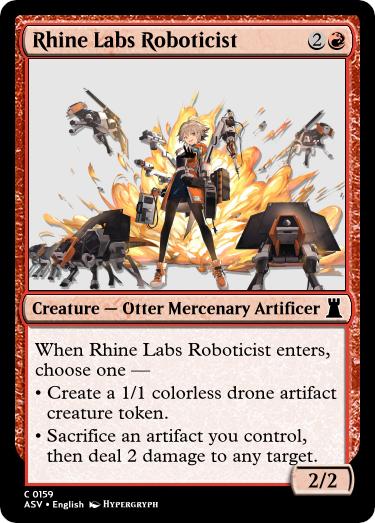 Rhine Labs Roboticist 2
Creature — Otter Mercenary Artificer
When Rhine Labs Roboticist enters,
choose one —
• Create a 1/1 colorless drone artifact
creature token.
• Sacrifice an artifact you control,
then deal 2 damage to any target.
2/2
C 0159
ASV • English HYPERGRYPH